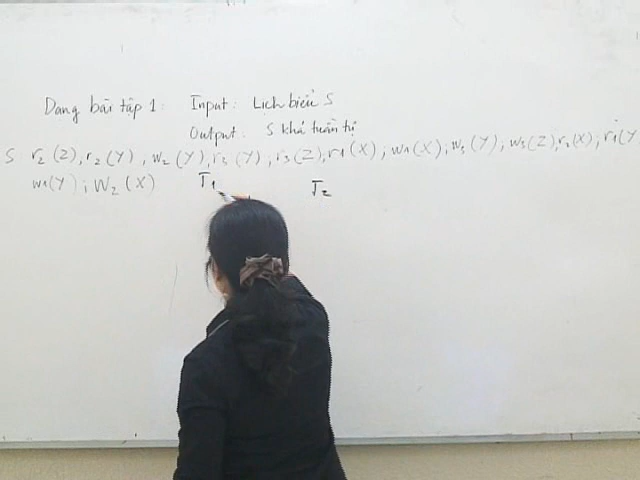 Dạng bài tập 1: Input: Lịch biểu S
Output: S khả tuần tự
S r2(Z), r2(Y), w2(Y), r3(Y), r3(Z), r1(X); w1(X); w3(Y), w3(Z), r2(X); r1(Y
w1(Y); W2(X) T1 T2